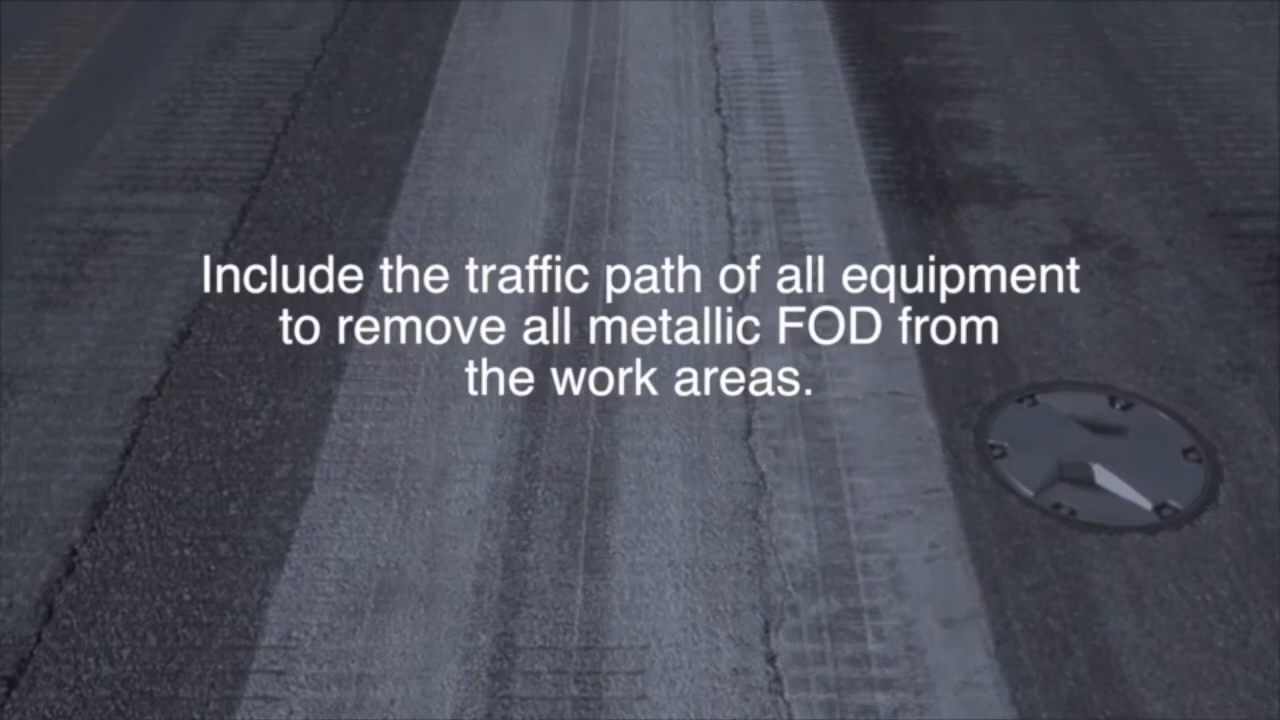 Include the traffic path of all equipment
to remove all metallic FOD from
the work areas.